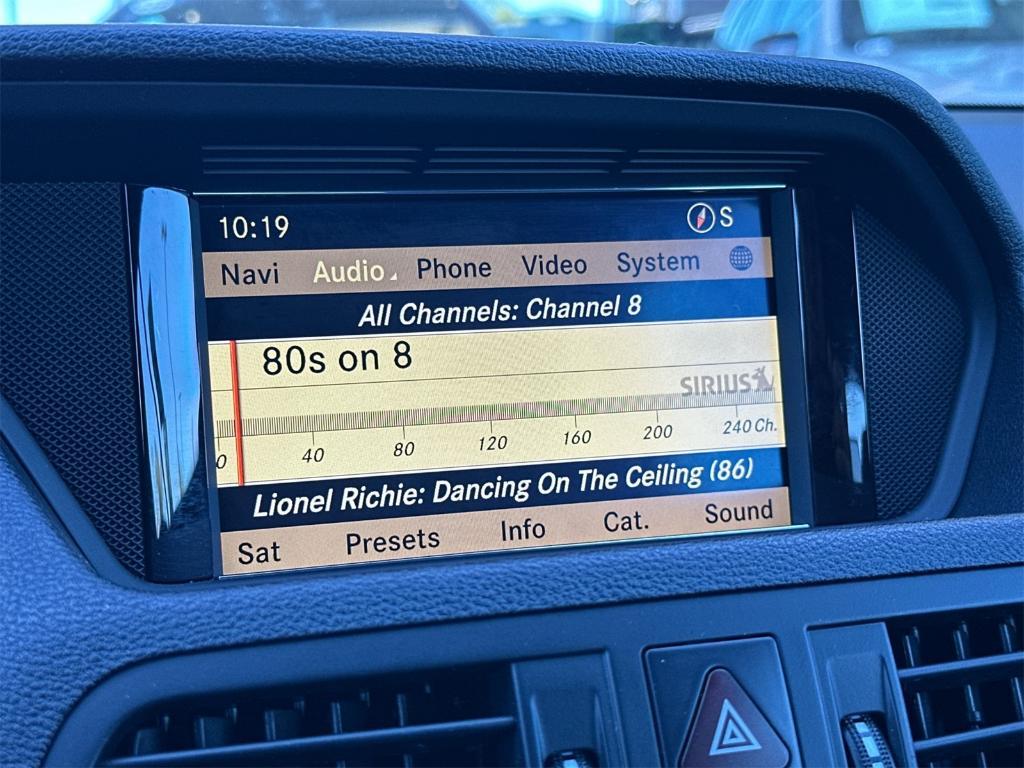 10:19 S
Navi Audio Phone Video System
All Channels: Channel 8
80s on 8
SIRIUS
0 40 80 120 160 200 240 Ch.
Lionel Richie: Dancing On The Ceiling (86)
Sat Presets Info Cat. Sound